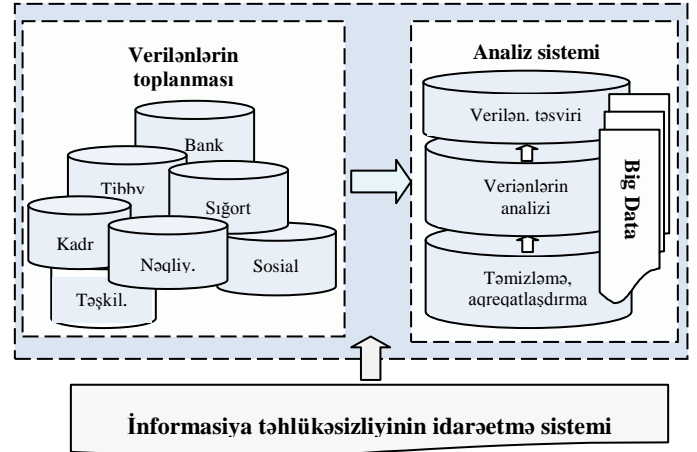 Verilənlərin
toplanması
Bank
Tibby
Sığort
Kadr
Nəqliy.
Sosial
Təşkil.
Analiz sistemi
Verilən. təsviri
Veriənlərin
analizi
Təmizləmə,
aqreqatlaşdırma
Big Data
İnformasiya təhlükəsizliyinin idarəetmə sistemi